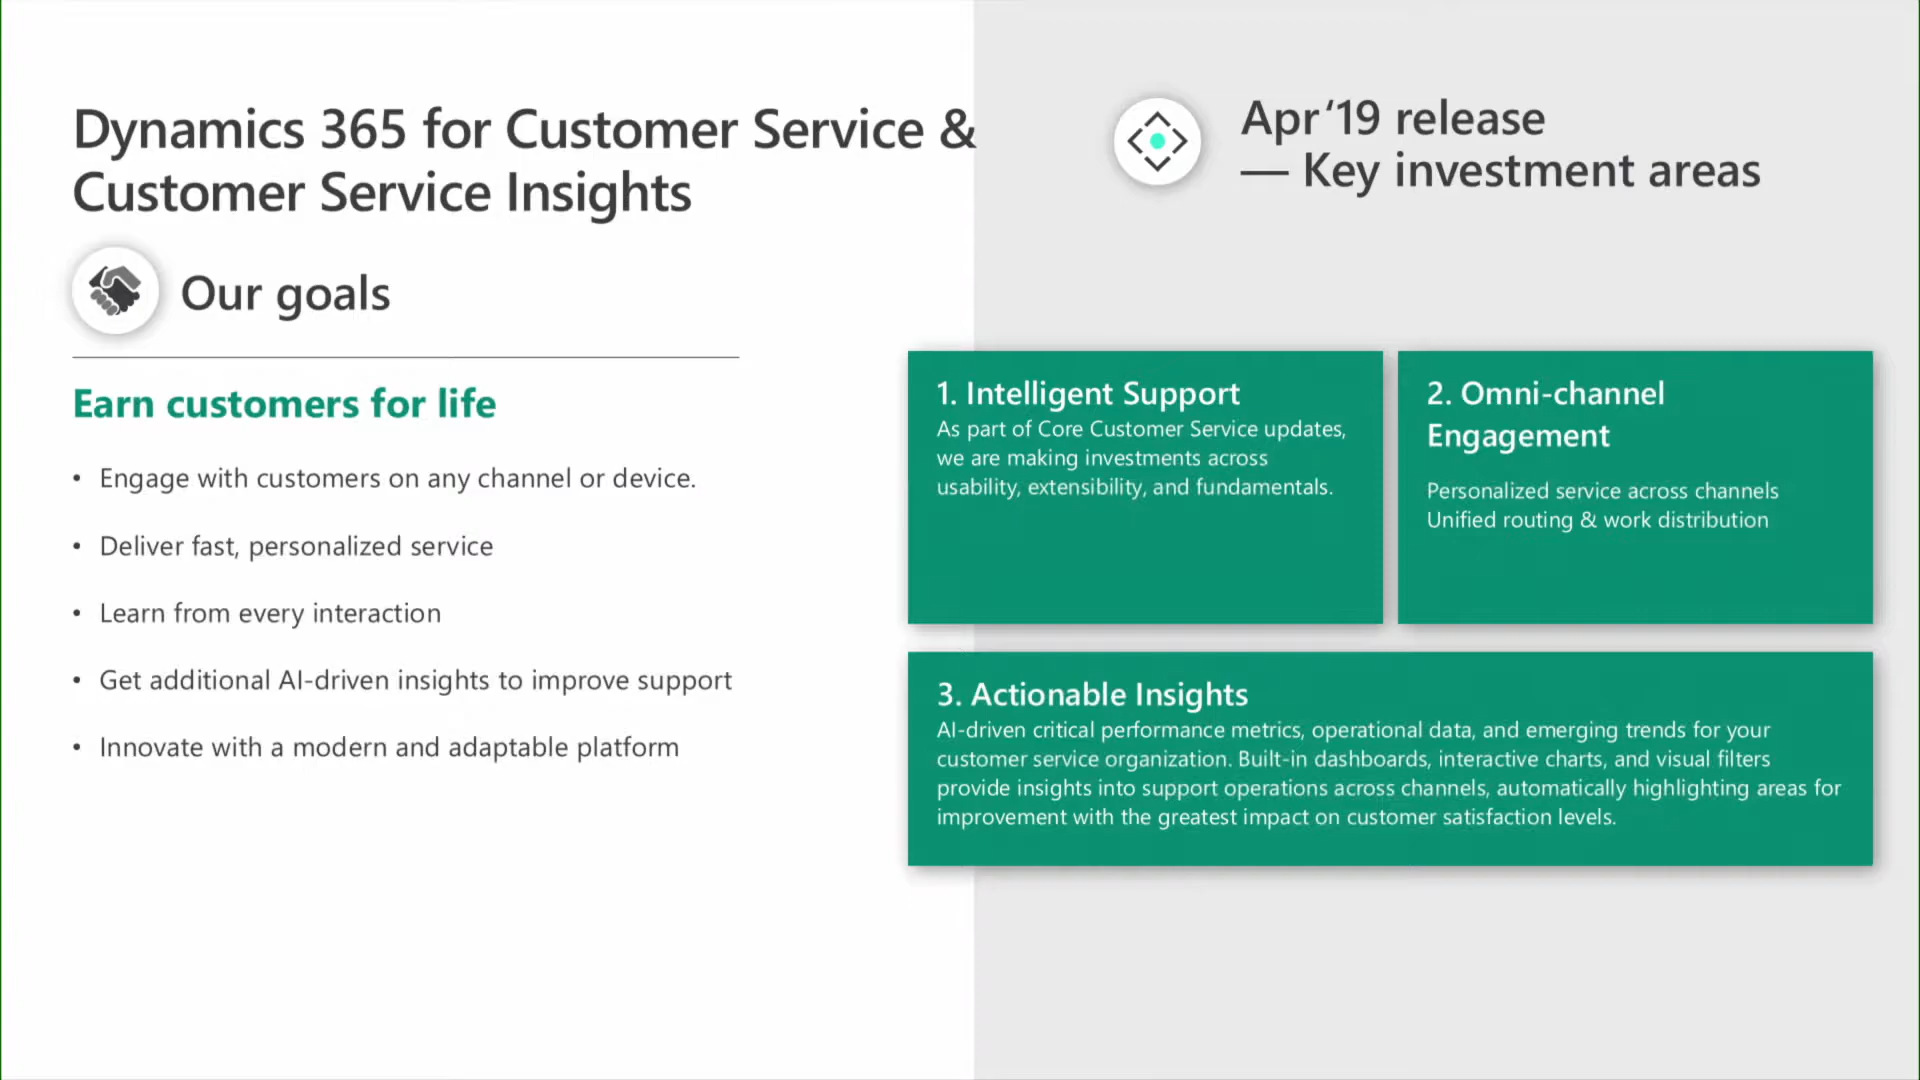 Dynamics 365 for Customer Service &
Customer Service Insights
Our goals
Earn customers for life
• Engage with customers on any channel or device.
• Deliver fast, personalized service
• Learn from every interaction
• Get additional AI-driven insights to improve support
• Innovate with a modern and adaptable platform
Apr‘19 release
— Key investment areas
1. Intelligent Support
As part of Core Customer Service updates,
we are making investments across
usability, extensibility, and fundamentals.
2. Omni-channel
Engagement
Personalized service across channels
Unified routing & work distribution
3. Actionable Insights
AI-driven critical performance metrics, operational data, and emerging trends for your
customer service organization. Built-in dashboards, interactive charts, and visual filters
provide insights into support operations across channels, automatically highlighting areas for
improvement with the greatest impact on customer satisfaction levels.